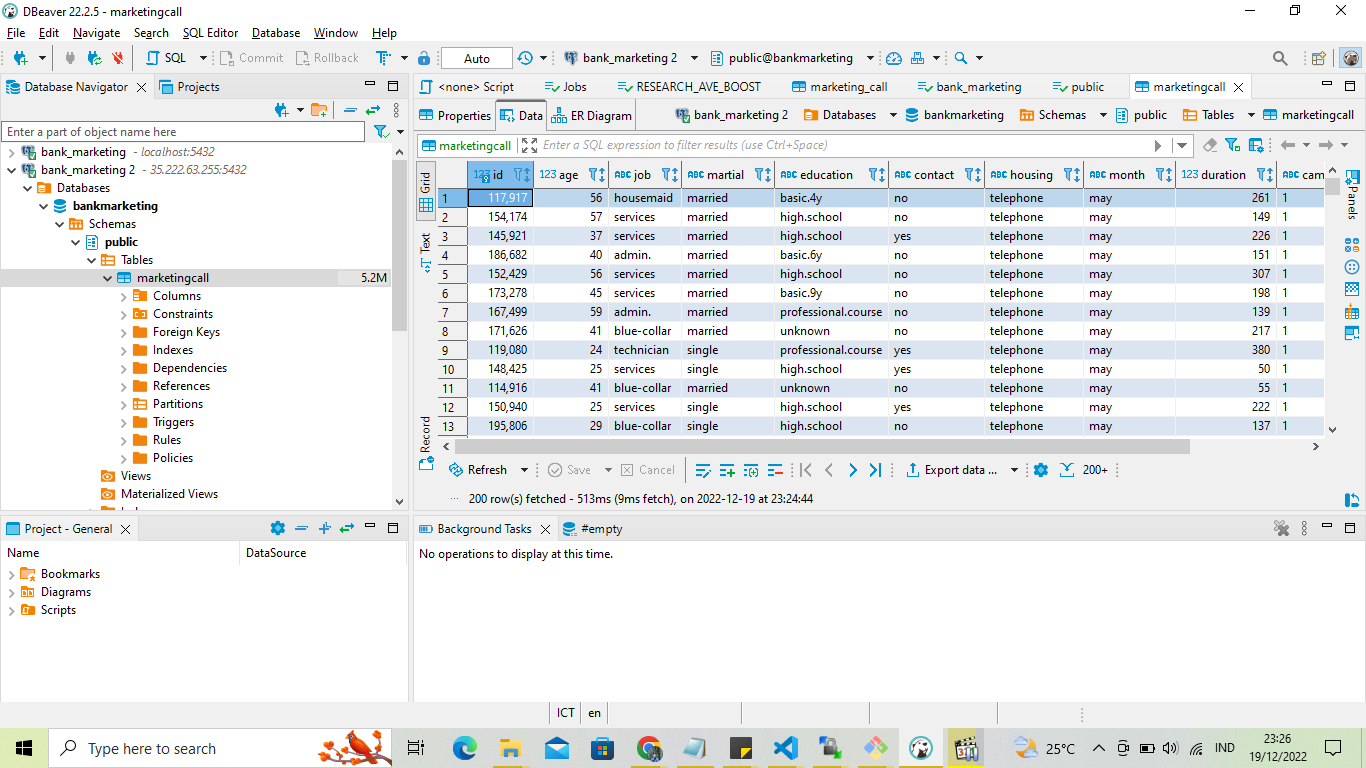 DBeaver 22.2.5 - marketingcall
File Edit Navigate Search SQL Editor Database Window Help
SQL Commit Rollback Auto bank_marketing 2 public@bankmarketing
Database Navigator Projects
Enter a part of object name here
bank_marketing - localhost:5432
bank_marketing 2 - 35.222.63.255:5432
Databases
bankmarketing
Schemas
public
Tables
marketingcall 5.2M
Columns
Constraints
Foreign Keys
Indexes
Dependencies
References
Partitions
Triggers
Rules
Policies
Views
Materialized Views
<none> Script Jobs RESEARCH_AVE_BOOST marketing_call bank_marketing public marketingcall
Properties Data ER Diagram bank_marketing 2 Databases bankmarketing Schemas public Tables marketingcall
marketingcall Enter a SQL expression to filter results (use Ctrl+Space)
Grid
Text
Record
Panels
123 id 123 age ABC job ABC martial ABC education ABC contact ABC housing ABC month 123 duration ABC cam
1 117,917 56 housemaid married basic.4y no telephone may 261 1
2 154,174 57 services married high.school no telephone may 149 1
3 145,921 37 services married high.school yes telephone may 226 1
4 186,682 40 admin. married basic.6y no telephone may 151 1
5 152,429 56 services married high.school no telephone may 307 1
6 173,278 45 services married basic.9y no telephone may 198 1
7 167,499 59 admin. married professional.course no telephone may 139 1
8 171,626 41 blue-collar married unknown no telephone may 217 1
9 119,080 24 technician single professional.course yes telephone may 380 1
10 148,425 25 services single high.school yes telephone may 50 1
11 114,916 41 blue-collar married unknown no telephone may 55 1
12 150,940 25 services single high.school yes telephone may 222 1
13 195,806 29 blue-collar single high.school no telephone may 137 1
Refresh Save Cancel Export data ... 200+
200 row(s) fetched - 513ms (9ms fetch), on 2022-12-19 at 23:24:44
Project - General
Name DataSource
Bookmarks
Diagrams
Scripts
Background Tasks #empty
No operations to display at this time.
ICT en
Type here to search 25°C IND 23:26
19/12/2022